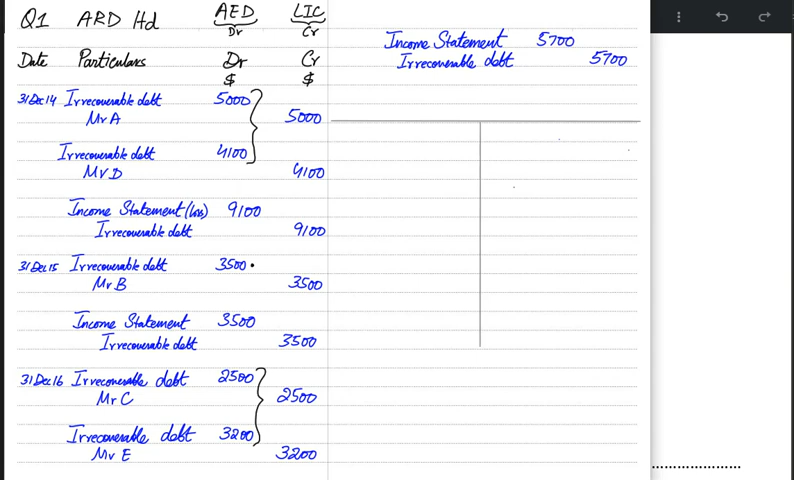 Q1 ARD Hd AED LIC
Dr Cr
Date Particulars Dr Cr
$ $
31Dec14 Irrecoverable debt 5000
Mr A 5000
Irrecoverable debt 4100
Mr D 4100
Income Statement (Loss) 9100
Irrecoverable debt 9100
31Dec15 Irrecoverable debt 3500
Mr B 3500
Income Statement 3500
Irrecoverable debt 3500
31Dec16 Irrecoverable debt 2500
Mr C 2500
Irrecoverable debt 3200
Mr E 3200
Income Statement 5700
Irrecoverable debt 5700